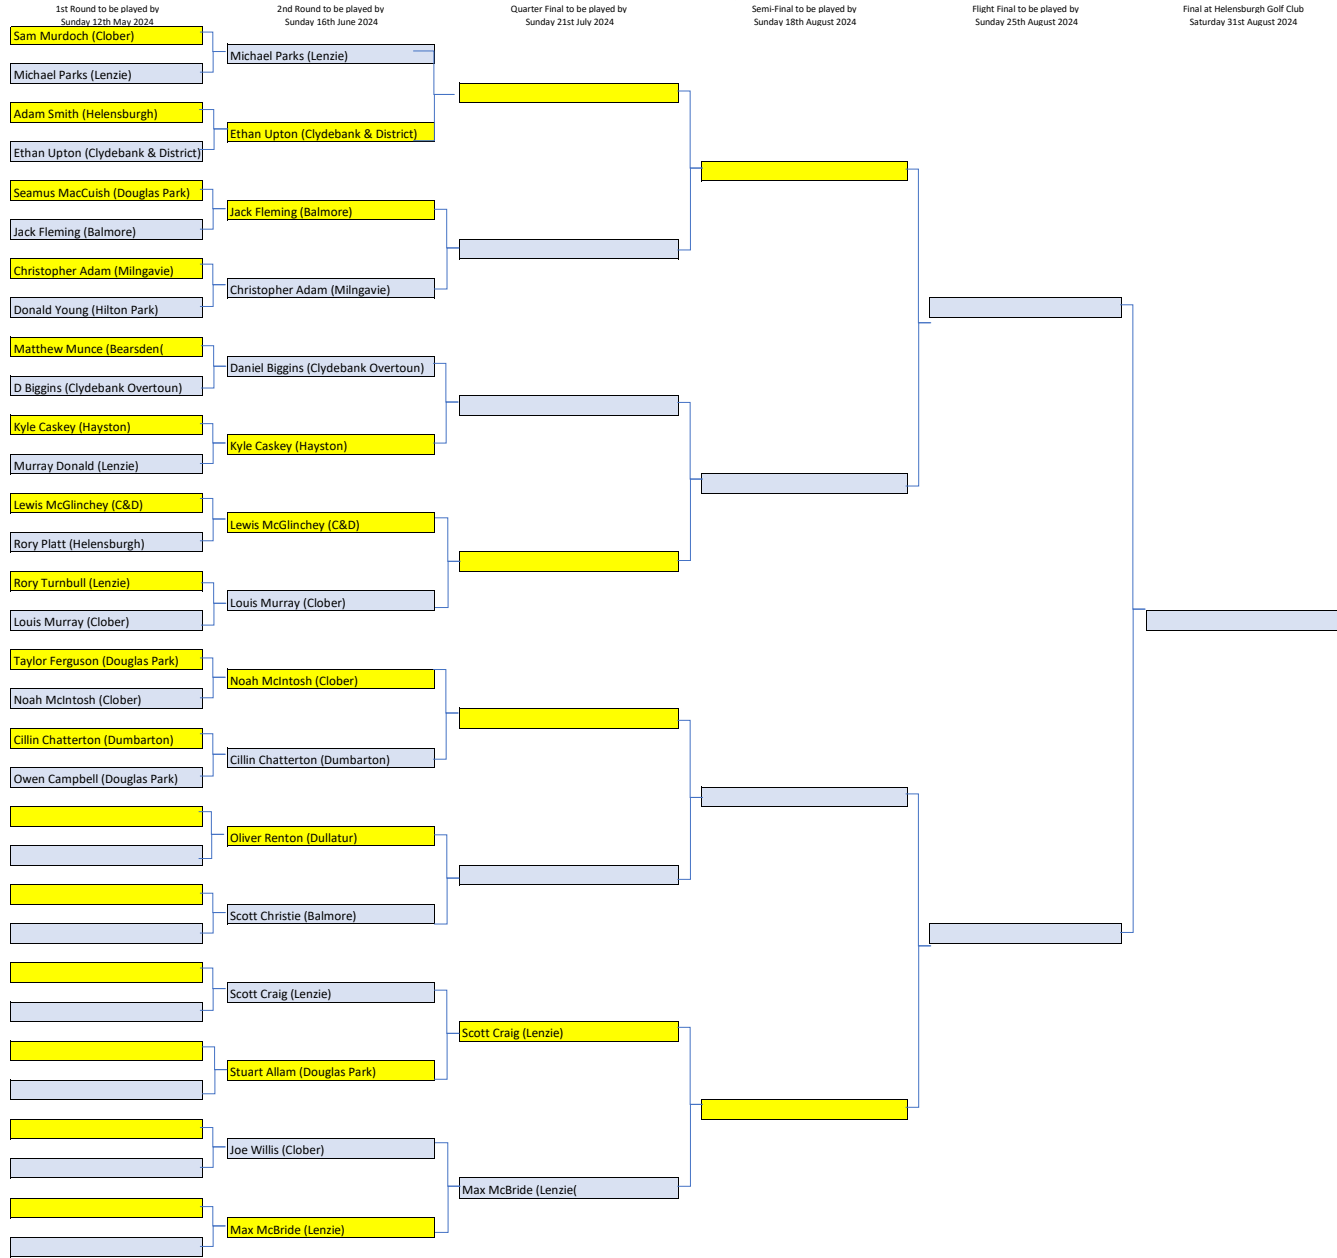 1st Round to be played by
Sunday 12th May 2024
2nd Round to be played by
Sunday 16th June 2024
Quarter Final to be played by
Sunday 21st July 2024
Semi-Final to be played by
Sunday 18th August 2024
Flight Final to be played by
Sunday 25th August 2024
Final at Helensburgh Golf Club
Saturday 31st August 2024
Sam Murdoch (Clober)
Michael Parks (Lenzie)
Adam Smith (Helensburgh)
Ethan Upton (Clydebank & District)
Seamus MacCuish (Douglas Park)
Jack Fleming (Balmore)
Christopher Adam (Milngavie)
Donald Young (Hilton Park)
Matthew Munce (Bearsden(
D Biggins (Clydebank Overtoun)
Kyle Caskey (Hayston)
Murray Donald (Lenzie)
Lewis McGlinchey (C&D)
Rory Platt (Helensburgh)
Rory Turnbull (Lenzie)
Louis Murray (Clober)
Taylor Ferguson (Douglas Park)
Noah McIntosh (Clober)
Cillin Chatterton (Dumbarton)
Owen Campbell (Douglas Park)
Michael Parks (Lenzie)
Ethan Upton (Clydebank & District)
Jack Fleming (Balmore)
Christopher Adam (Milngavie)
Daniel Biggins (Clydebank Overtoun)
Kyle Caskey (Hayston)
Lewis McGlinchey (C&D)
Louis Murray (Clober)
Noah McIntosh (Clober)
Cillin Chatterton (Dumbarton)
Oliver Renton (Dullatur)
Scott Christie (Balmore)
Scott Craig (Lenzie)
Stuart Allam (Douglas Park)
Joe Willis (Clober)
Max McBride (Lenzie)
Scott Craig (Lenzie)
Max McBride (Lenzie(